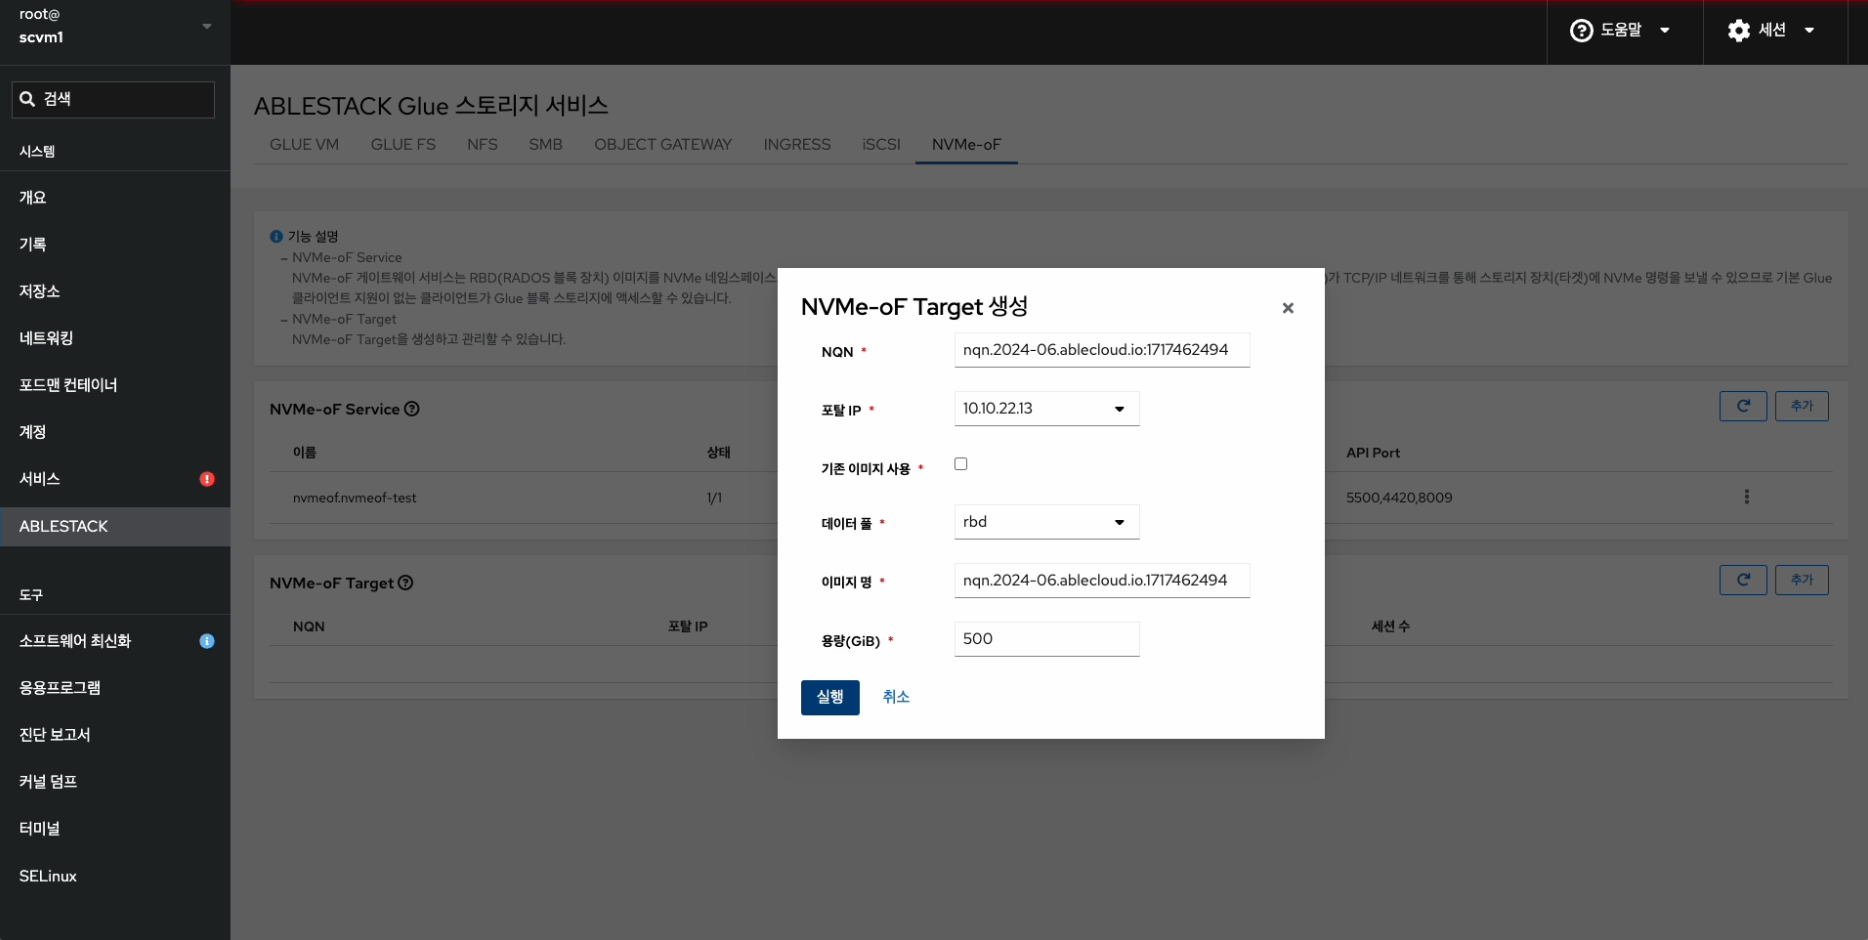 root@
scvm1
도움말
세션
검색
시스템
개요
기록
저장소
네트워킹
포드맨 컨테이너
계정
서비스
ABLESTACK
도구
소프트웨어 최신화
응용프로그램
진단 보고서
커널 덤프
터미널
SELinux
ABLESTACK Glue 스토리지 서비스
GLUE VM GLUE FS NFS SMB OBJECT GATEWAY INGRESS iSCSI NVMe-oF
기능 설명
– NVMe-oF Service
NVMe-oF 게이트웨이 서비스는 RBD(RADOS 블록 장치) 이미지를 NVMe 네임스페이스 )가 TCP/IP 네트워크를 통해 스토리지 장치(타겟)에 NVMe 명령을 보낼 수 있으므로 기본 Glue
클라이언트 지원이 없는 클라이언트가 Glue 블록 스토리지에 액세스할 수 있습니다.
– NVMe-oF Target
NVMe-oF Target을 생성하고 관리할 수 있습니다.
NVMe-oF Service
추가
이름 상태 API Port
nvmeof.nvmeof-test 1/1 5500,4420,8009
NVMe-oF Target
추가
NQN 포탈 IP 세션 수
NVMe-oF Target 생성
NQN * nqn.2024-06.ablecloud.io:1717462494
포탈 IP * 10.10.22.13
기존 이미지 사용 *
데이터 풀 * rbd
이미지 명 * nqn.2024-06.ablecloud.io.1717462494
용량(GiB) * 500
실행 취소